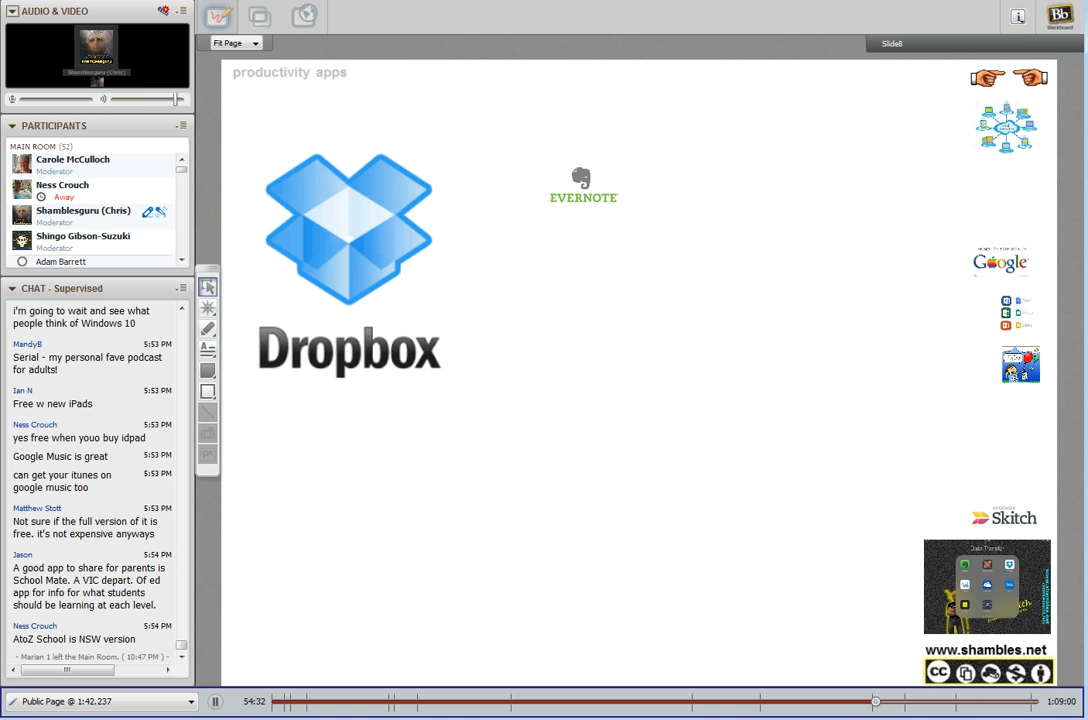 AUDIO & VIDEO
Shamblesguru (Chris)
PARTICIPANTS
MAIN ROOM (52)
Carole McCulloch
Moderator
Ness Crouch
Away
Shamblesguru (Chris)
Moderator
Shingo Gibson-Suzuki
Moderator
Adam Barrett
CHAT - Supervised
i'm going to wait and see what
people think of Windows 10
MandyB 5:53 PM
Serial - my personal fave podcast
for adults!
Ian N 5:53 PM
Free w new iPads
Ness Crouch 5:53 PM
yes free when youo buy idpad
Google Music is great 5:53 PM
can get your itunes on 5:53 PM
google music too
Matthew Stott 5:53 PM
Not sure if the full version of it is
free. it's not expensive anyways
Jason 5:54 PM
A good app to share for parents is
School Mate. A VIC depart. Of ed
app for info for what students
should be learning at each level.
Ness Crouch 5:54 PM
AtoZ School is NSW version
- Marian 1 left the Main Room. ( 10:47 PM ) -
Public Page @ 1:42.237
Fit Page
Slide8
Bb
Blackboard
productivity apps
Dropbox
EVERNOTE
Google
Skitch
Data Transfer
www.shambles.net
CC
54:32
1:09:00